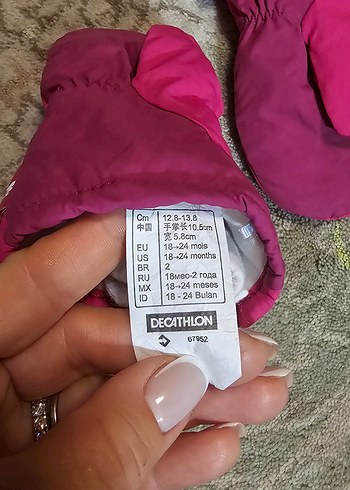 Cm 12.8-13.8
中国 手掌长10.5cm
宽 5.8cm
EU 18→24 mois
US 18→24 months
BR 2
RU 18мес-2 года
MX 18→24 meses
ID 18 - 24 Bulan
DECATHLON
67952